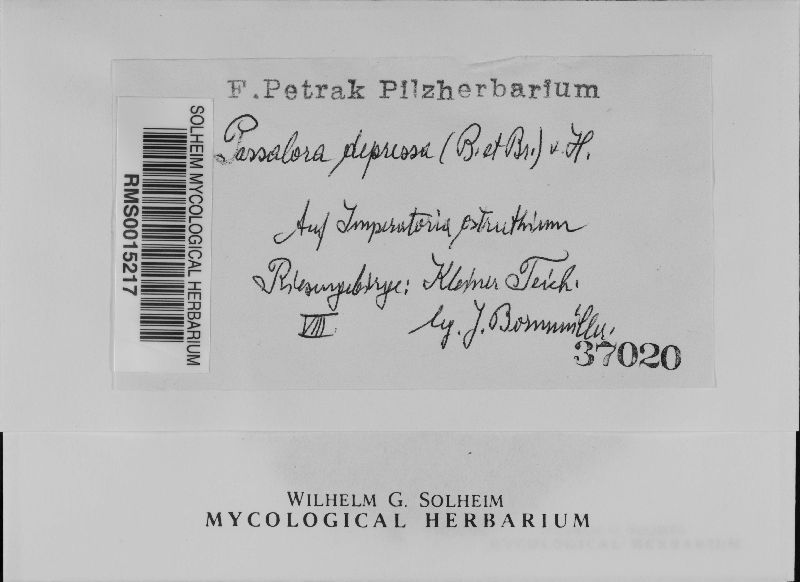 F. Petrak Pilzherbarium
Passalora depressa (B. et Br.) v. H.
Auf Imperatoria ostruthium
Riesengebirge: Kleiner Teich.
VIII. leg. J. Bornmüller.
37020
SOLHEIM MYCOLOGICAL HERBARIUM
RMS0015217
WILHELM G. SOLHEIM
MYCOLOGICAL HERBARIUM